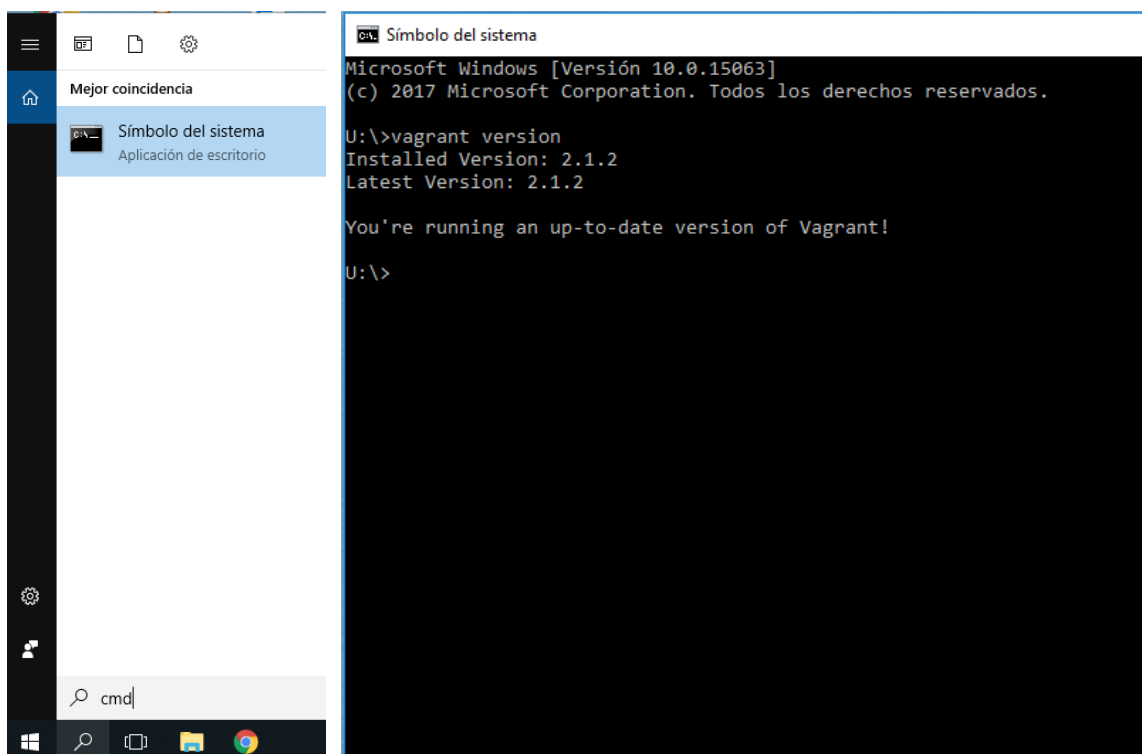 Mejor coincidencia
Símbolo del sistema
Aplicación de escritorio
cmd
Símbolo del sistema
Microsoft Windows [Versión 10.0.15063]
(c) 2017 Microsoft Corporation. Todos los derechos reservados.
U:\>vagrant version
Installed Version: 2.1.2
Latest Version: 2.1.2
You're running an up-to-date version of Vagrant!
U:\>